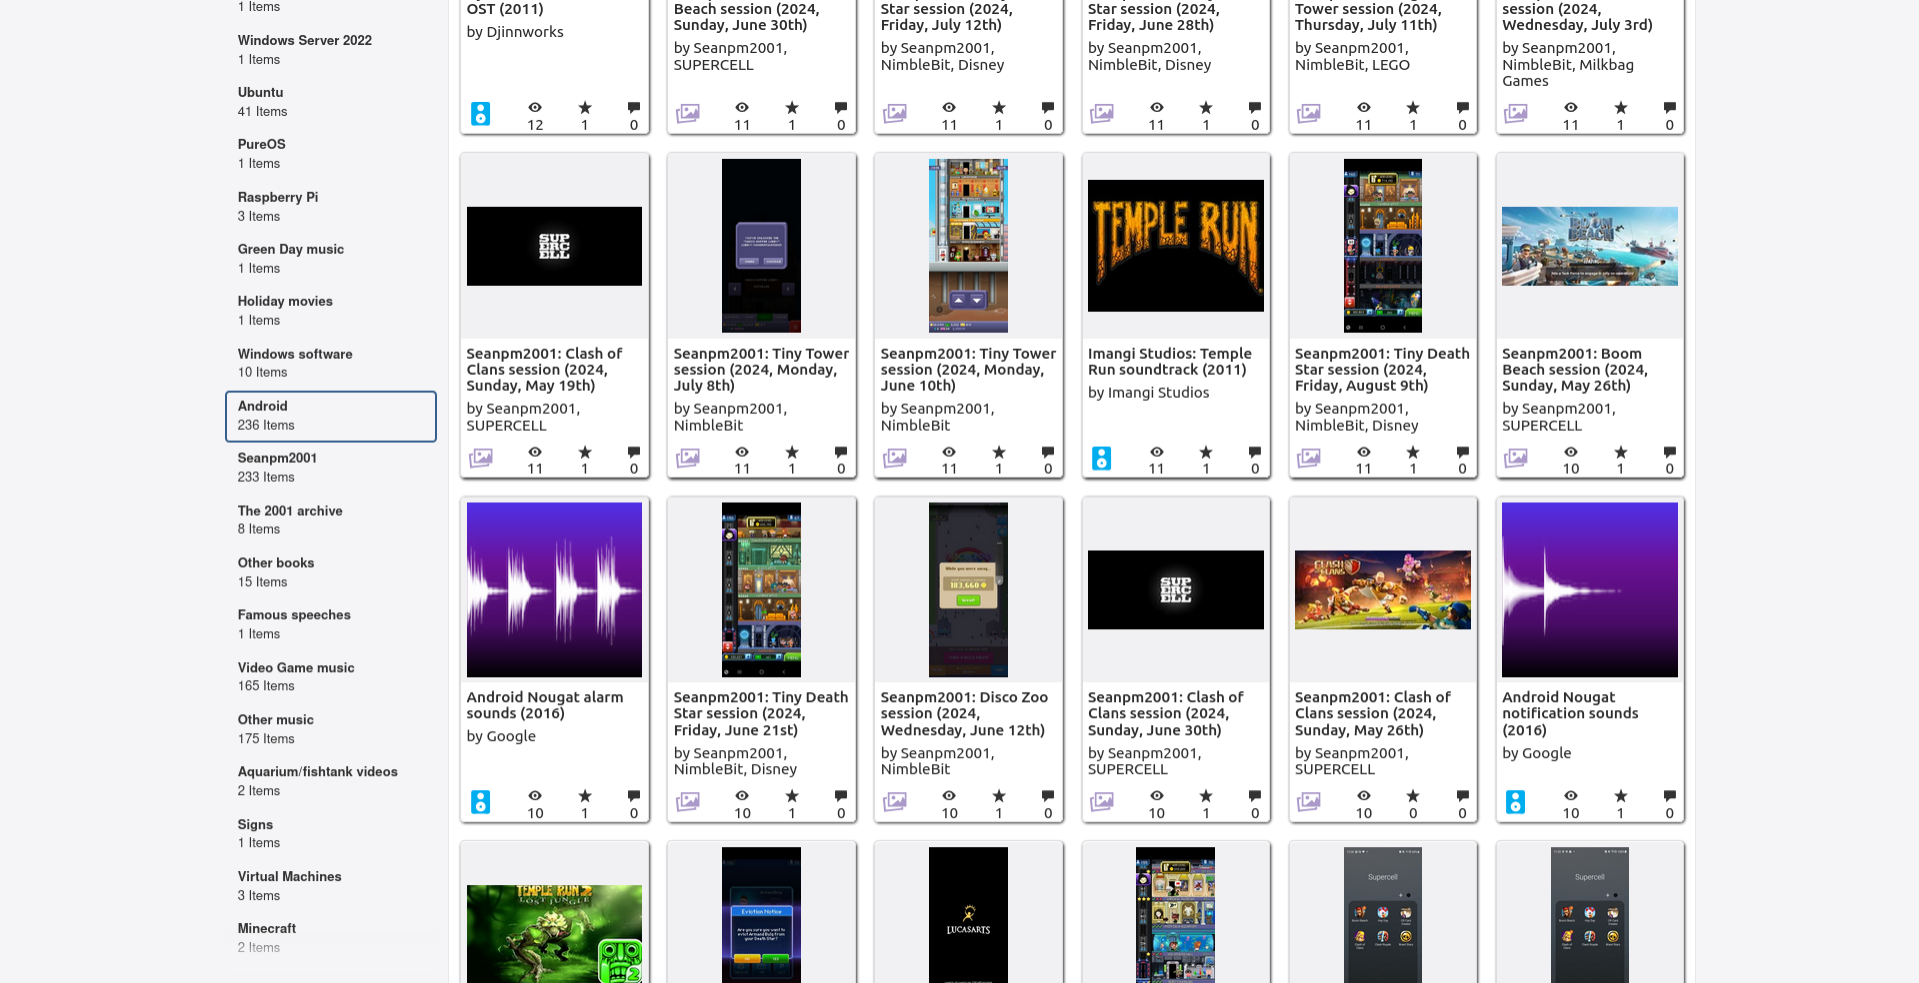 1 Items
Windows Server 2022
1 Items
Ubuntu
41 Items
PureOS
1 Items
Raspberry Pi
3 Items
Green Day music
1 Items
Holiday movies
1 Items
Windows software
10 Items
Android
236 Items
Seanpm2001
233 Items
The 2001 archive
8 Items
Other books
15 Items
Famous speeches
1 Items
Video Game music
165 Items
Other music
175 Items
Aquarium/fishtank videos
2 Items
Signs
1 Items
Virtual Machines
3 Items
Minecraft
2 Items
OST (2011)
by Djinnworks
12 1 0
Beach session (2024,
Sunday, June 30th)
by Seanpm2001,
SUPERCELL
11 1 0
Star session (2024,
Friday, July 12th)
by Seanpm2001,
NimbleBit, Disney
11 1 0
Star session (2024,
Friday, June 28th)
by Seanpm2001,
NimbleBit, Disney
11 1 0
Tower session (2024,
Thursday, July 11th)
by Seanpm2001,
NimbleBit, LEGO
11 1 0
session (2024,
Wednesday, July 3rd)
by Seanpm2001,
NimbleBit, Milkbag
Games
11 1 0
SUP
ERC
ELL
Seanpm2001: Clash of
Clans session (2024,
Sunday, May 19th)
by Seanpm2001,
SUPERCELL
11 1 0
Seanpm2001: Tiny Tower
session (2024, Monday,
July 8th)
by Seanpm2001,
NimbleBit
11 1 0
Seanpm2001: Tiny Tower
session (2024, Monday,
June 10th)
by Seanpm2001,
NimbleBit
11 1 0
TEMPLE RUN
Imangi Studios: Temple
Run soundtrack (2011)
by Imangi Studios
11 1 0
Seanpm2001: Tiny Death
Star session (2024,
Friday, August 9th)
by Seanpm2001,
NimbleBit, Disney
11 1 0
BOOM
BEACH
Seanpm2001: Boom
Beach session (2024,
Sunday, May 26th)
by Seanpm2001,
SUPERCELL
10 1 0
Android Nougat alarm
sounds (2016)
by Google
10 1 0
Seanpm2001: Tiny Death
Star session (2024,
Friday, June 21st)
by Seanpm2001,
NimbleBit, Disney
10 1 0
While you were away...
183,660
Seanpm2001: Disco Zoo
session (2024,
Wednesday, June 12th)
by Seanpm2001,
NimbleBit
10 1 0
SUP
ERC
ELL
Seanpm2001: Clash of
Clans session (2024,
Sunday, June 30th)
by Seanpm2001,
SUPERCELL
10 1 0
CLASH
CLANS
Seanpm2001: Clash of
Clans session (2024,
Sunday, May 26th)
by Seanpm2001,
SUPERCELL
10 0 0
Android Nougat
notification sounds
(2016)
by Google
10 1 0
TEMPLE RUN 2
LOST JUNGLE
2
Eviction Notice
Are you sure you want to
your Death Star?
LUCASARTS
Supercell
Supercell